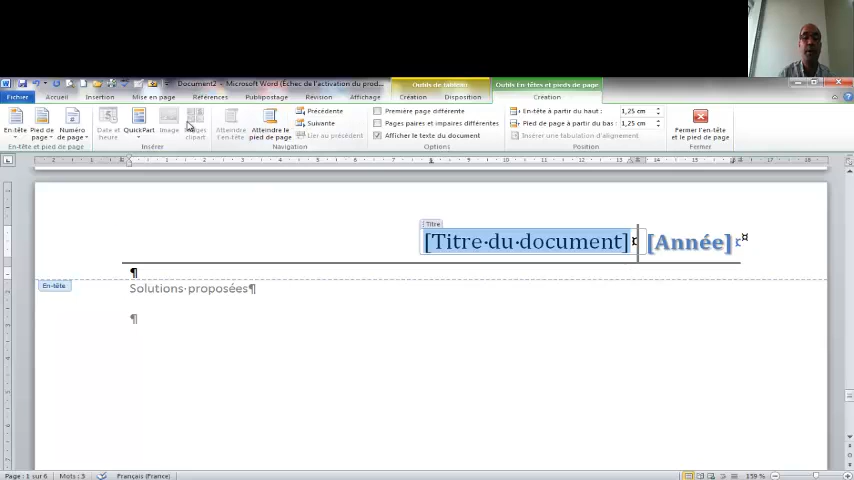 Document2 - Microsoft Word (Échec de l'activation du prod...
Outils de tableau
Outils En-têtes et pieds de page
Fichier Accueil Insertion Mise en page Références Publipostage Révision Affichage Création Disposition Création
En-tête Pied de page Numéro de page
En-tête et pied de page
Date et heure QuickPart Image Images clipart
Insérer
Atteindre l'en-tête Atteindre le pied de page
Précédente
Suivante
Lier au précédent
Navigation
Première page différente
Pages paires et impaires différentes
Afficher le texte du document
Options
En-tête à partir du haut : 1,25 cm
Pied de page à partir du bas : 1,25 cm
Insérer une tabulation d'alignement
Position
Fermer l'en-tête et le pied de page
Fermer
Titre
[Titre·du·document]¤ [Année]¤¤
¶
En-tête
Solutions·proposées¶
¶
Page : 1 sur 6 Mots : 3 Français (France) 159 %